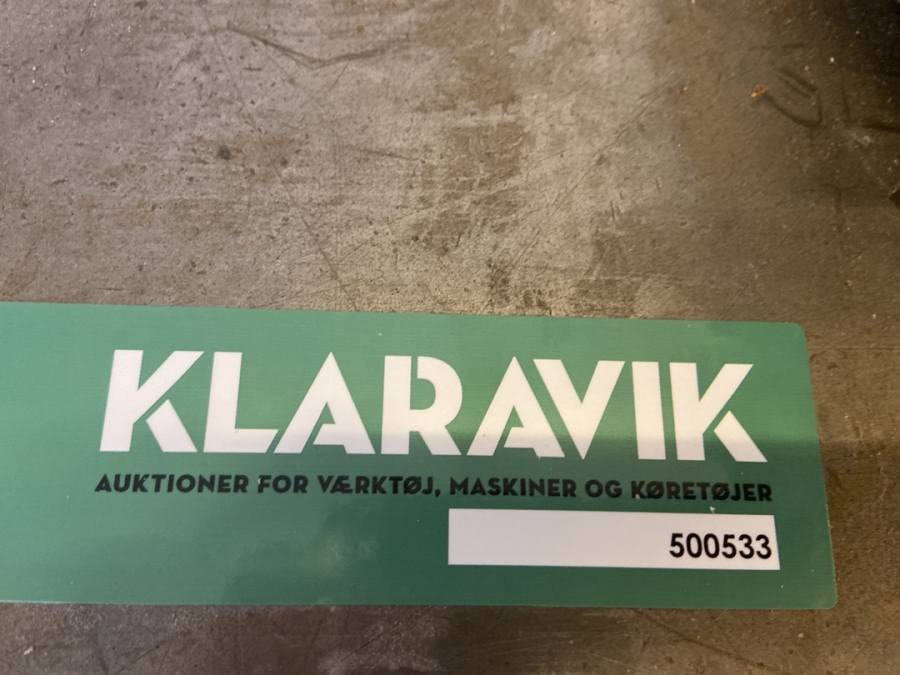 KLARAVIK
AUKTIONER FOR VÆRKTØJ, MASKINER OG KØRETØJER
500533